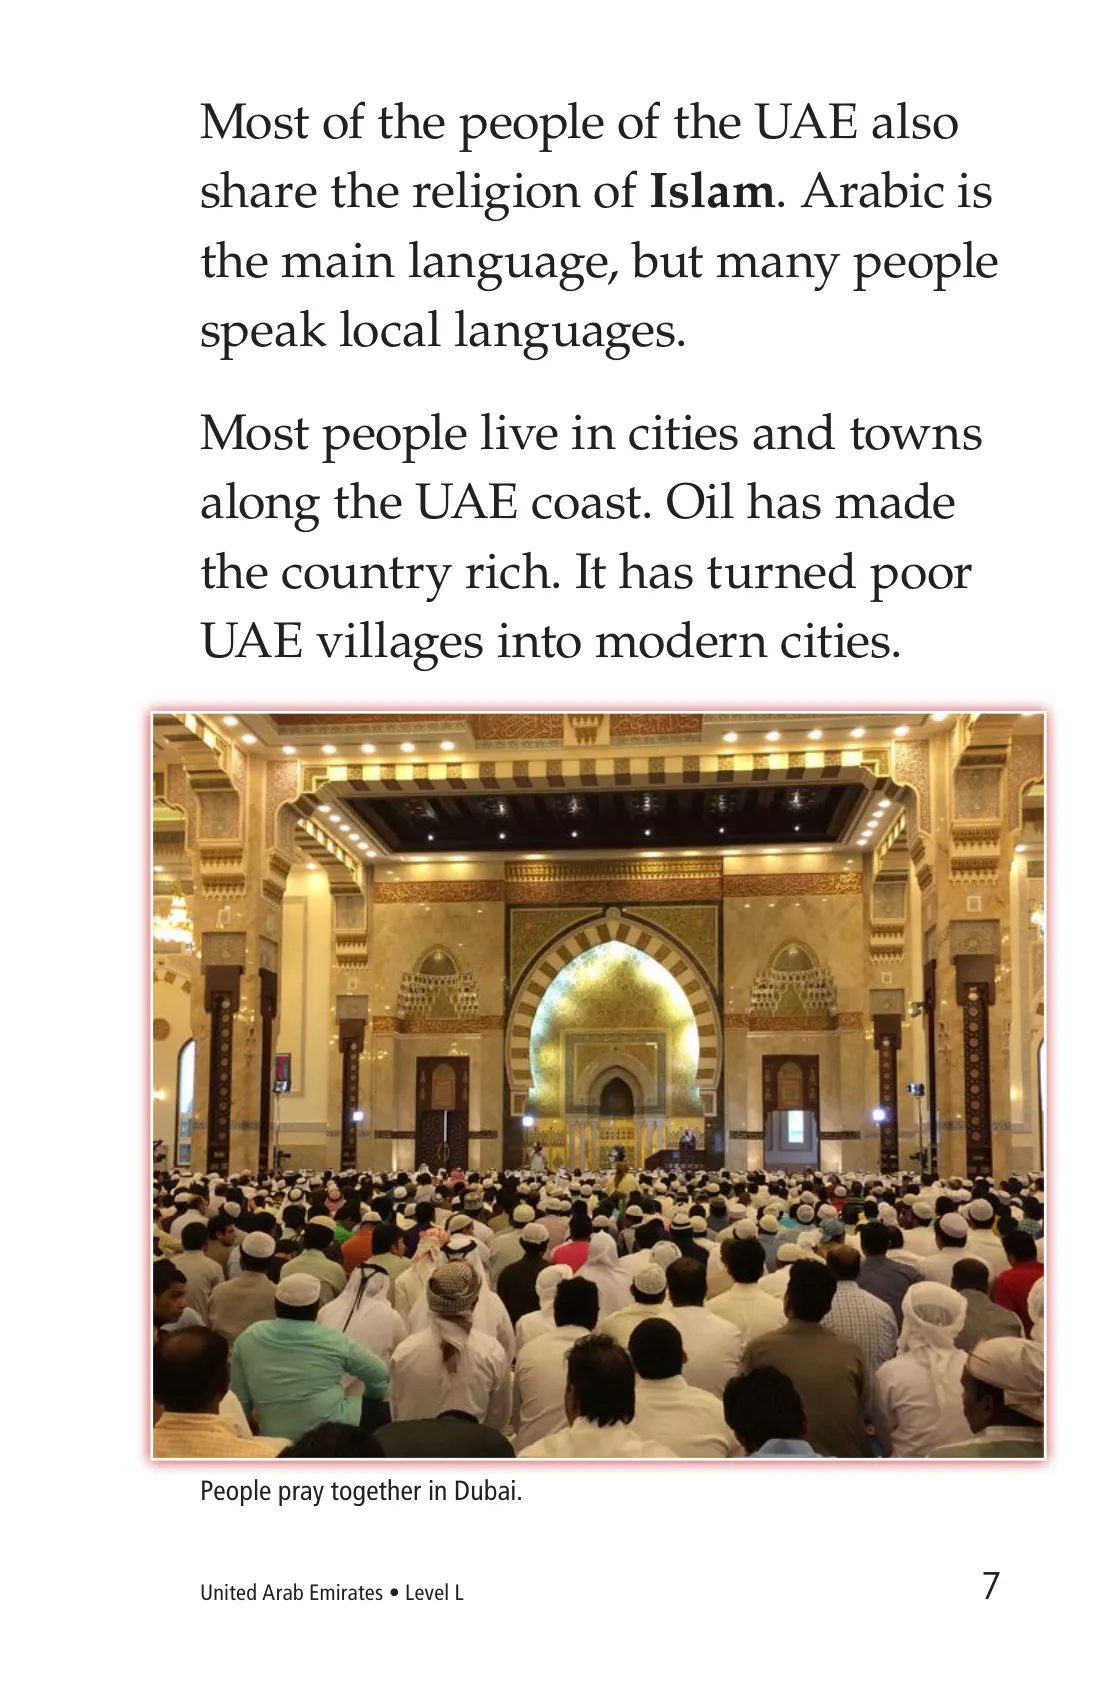 Most of the people of the UAE also
share the religion of Islam. Arabic is
the main language, but many people
speak local languages.
Most people live in cities and towns
along the UAE coast. Oil has made
the country rich. It has turned poor
UAE villages into modern cities.
People pray together in Dubai.
United Arab Emirates • Level L
7